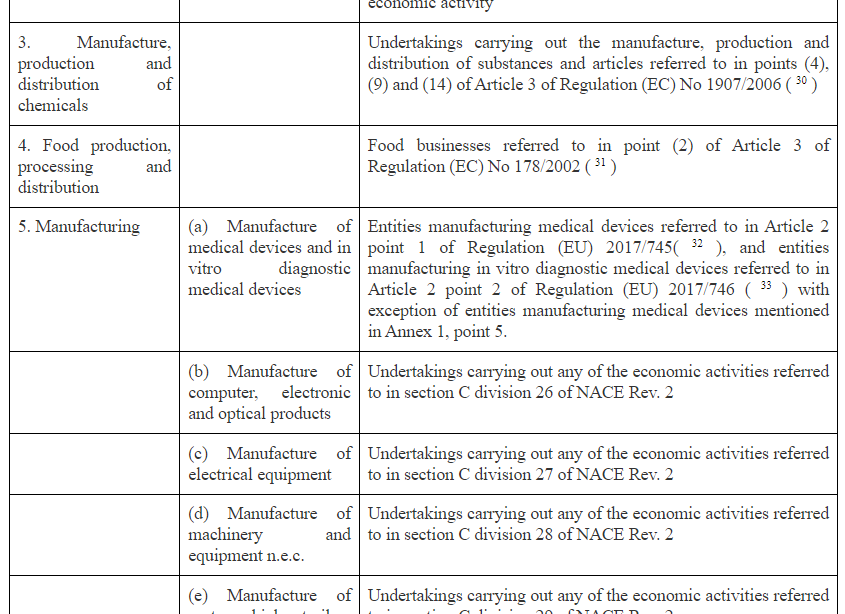 economic activity
3. Manufacture,
production and
distribution of
chemicals
Undertakings carrying out the manufacture, production and
distribution of substances and articles referred to in points (4),
(9) and (14) of Article 3 of Regulation (EC) No 1907/2006 ( 30 )
4. Food production,
processing and
distribution
Food businesses referred to in point (2) of Article 3 of
Regulation (EC) No 178/2002 ( 31 )
5. Manufacturing
(a) Manufacture of
medical devices and in
vitro diagnostic
medical devices
Entities manufacturing medical devices referred to in Article 2
point 1 of Regulation (EU) 2017/745( 32 ), and entities
manufacturing in vitro diagnostic medical devices referred to in
Article 2 point 2 of Regulation (EU) 2017/746 ( 33 ) with
exception of entities manufacturing medical devices mentioned
in Annex 1, point 5.
(b) Manufacture of
computer, electronic
and optical products
Undertakings carrying out any of the economic activities referred
to in section C division 26 of NACE Rev. 2
(c) Manufacture of
electrical equipment
Undertakings carrying out any of the economic activities referred
to in section C division 27 of NACE Rev. 2
(d) Manufacture of
machinery and
equipment n.e.c.
Undertakings carrying out any of the economic activities referred
to in section C division 28 of NACE Rev. 2
(e) Manufacture of
Undertakings carrying out any of the economic activities referred